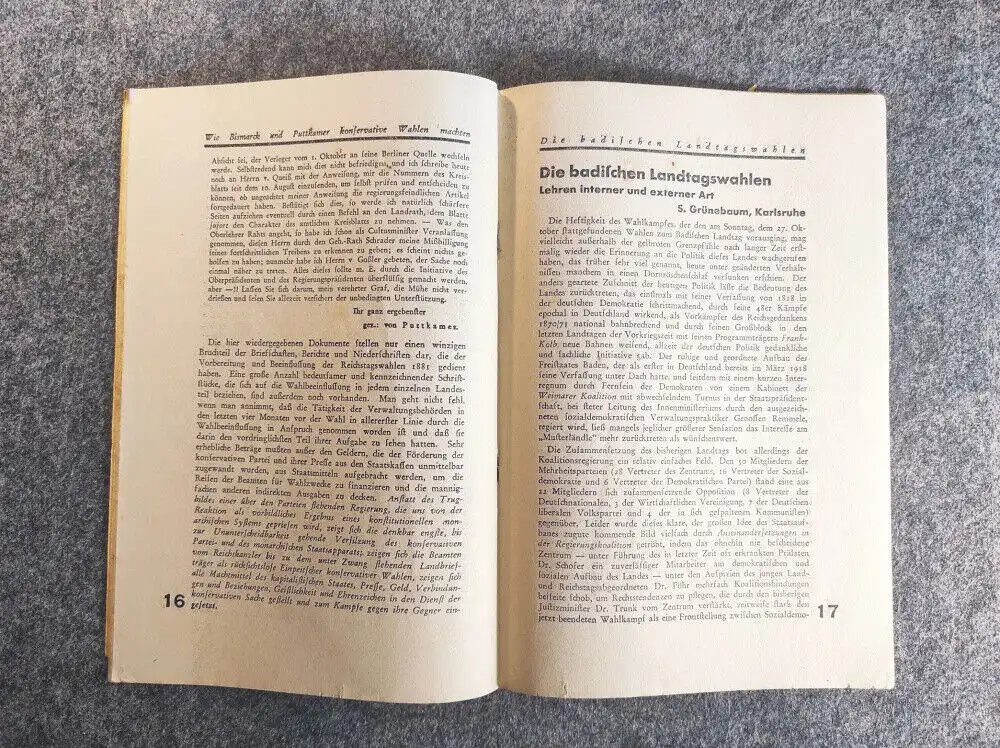 Wie Bismarck und Puttkamer konservative Wahlen machten
Absicht sei, der Verleger vom 1. Oktober an seine Berliner Quelle wechseln
werde. Selbstredend kann mich dies nicht befriedigen, und ich schreibe heute
noch an Herrn v. Queiß mit der Anweisung, mir die Nummern des Kreis-
blatts seit dem 10. August einzusenden, um selbst prüfen und entscheiden zu
können, ob ungeachtet meiner Anweisung die regierungsfeindlichen Artikel
fortgedauert haben. Bestätigt sich dies, so werde ich natürlich schärfere
Seiten aufziehen eventuell durch einen Befehl an den Landrath, dem Blatte
sofort den Charakter des amtlichen Kreisblatts zu nehmen. — Was den
Oberlehrer Rahts angeht, so habe ich schon als Cultusminister Veranlassung
genommen, diesen Herrn durch den Geh.-Rath Schrader meine Mißbilligung
seines fortschrittlichen Treibens zu erkennen zu geben; es scheint nichts ge-
holfen zu haben; nunmehr habe ich Herrn v Goßler gebeten, der Sache noch
einmal näher zu treten. Alles dieses sollte m. E. durch die Initiative des
Oberpräsidenten und des Regierungspräsidenten überflüssig gemacht werden,
aber —!! Lassen Sie sich darum, mein verehrter Graf, die Mühe nicht ver-
drießen und seien Sie allezeit versichert der unbedingten Unterstützung.
Ihr ganz ergebenster
gez.: von Puttkamer.
Die hier wiedergegebenen Dokumente stellen nur einen winzigen
Bruchteil der Briefschaften, Berichte und Niederschriften dar, die der
Vorbereitung und Beeinflussung der Reichstagswahlen 1881 gedient
haben. Eine große Anzahl bedeutsamer und kennzeichnender Schrift-
stücke, die sich auf die Wahlbeeinflussung in jedem einzelnen Landes-
teil beziehen, sind außerdem noch vorhanden. Man geht nicht fehl,
wenn man annimmt, daß die Tätigkeit der Verwaltungsbehörden in
den letzten vier Monaten vor der Wahl in allererster Linie durch die
Wahlbeeinflussung in Anspruch genommen worden ist und daß sie
darin den vordringlichsten Teil ihrer Aufgabe zu sehen hatten. Sehr
erhebliche Beträge mußten außer den Geldern, die der Förderung der
konservativen Partei und ihrer Presse aus den Staatskassen unmittelbar
zugewandt wurden, aus Staatsmitteln aufgebracht werden, um die
Reisen der Beamten für Wahlzwecke zu finanzieren und die mannig-
fachen anderen indirekten Ausgaben zu decken. Anstatt des Trug-
bildes einer über den Parteien stehenden Regierung, die uns von der
Reaktion als vorbildliches Ergebnis eines konstitutionellen mon-
archischen Systems gepriesen wird, zeigt sich die denkbar engste, bis
zur Ununterscheidbarkeit gehende Verfilzung des konservativen
Partei- und des monarchischen Staatsapparats; zeigen sich die Beamten
vom Reichskanzler bis zu dem unter Zwang stehenden Landbrief-
träger als rücksichtslose Einpeitscher konservativer Wahlen, zeigen sich
alle Machtmittel des kapitalistischen Staates, Presse, Geld, Verbindun-
gen und Beziehungen, Geistlichkeit und Ehrenzeichen in den Dienst der
konservativen Sache gestellt und zum Kampfe gegen ihre Gegner ein-
gesetzt.
16
Die badischen Landtagswahlen
Die badischen Landtagswahlen
Lehren interner und externer Art
S. Grünebaum, Karlsruhe
Die Heftigkeit des Wahlkampfes, der den am Sonntag, dem 27. Ok-
tober stattgefundenen Wahlen zum Badischen Landtag vorausging, mag
vielleicht außerhalb der gelbroten Grenzpfähle nach langer Zeit erst-
malig wieder die Erinnerung an die Politik dieses Landes wachgerufen
haben, das früher sehr viel genannt, heute unter geänderten Verhält-
nissen manchem in einen Dornröschenschlaf versunken erschien. Der
anders geartete Zuschnitt der heutigen Politik läßt die Bedeutung des
Landes zurücktreten, das einstmals mit seiner Verfassung von 1818 in
der deutschen Demokratie schrittmachend, durch seine 48er Kämpfe
epochal in Deutschland wirkend, als Vorkämpfer des Reichsgedankens
1870/71 national bahnbrechend und durch seinen Großblock in den
letzten Landtagen der Vorkriegszeit mit seinen Programmträgern Frank-
Kolb neue Bahnen weisend, allzeit der deutschen Politik gedankliche
und sachliche Initiative gab. Der ruhige und geordnete Aufbau des
Freistaates Baden, der als erster in Deutschland bereits im März 1918
seine Verfassung unter Dach hatte, und seitdem mit einem kurzen Inter-
regnum durch Fernsein der Demokraten von einem Kabinett der
Weimarer Koalition mit abwechselndem Turnus in der Staatspräsident-
schaft, bei steter Leitung des Innenministeriums durch den ausgezeich-
neten sozialdemokratischen Verwaltungspraktiker Genossen Remmele,
regiert wird, ließ mangels jeglicher größerer Sensation das Interesse am
„Musterländle“ mehr zurücktreten als wünschenswert.
Die Zusammensetzung des bisherigen Landtags bot allerdings der
Koalitionsregierung ein relativ einfaches Feld. Den 50 Mitgliedern der
Mehrheitsparteien (28 Vertreter des Zentrums, 16 Vertreter der Sozial-
demokratie und 6 Vertreter der Demokratischen Partei) stand eine aus
22 Mitgliedern sich zusammensetzende Opposition (8 Vertreter der
Deutschnationalen, 3 der Wirtschaftlichen Vereinigung, 7 der Deutschen
liberalen Volkspartei und 4 der in sich gespaltenen Kommunisten)
gegenüber. Leider wurde dieses klare, der großen Idee des Staatsauf-
baues zugute kommende Bild vielfach durch Auseinandersetzungen in
der Regierungskoalition getrübt, indem das ohnehin nie bescheidene
Zentrum — unter Führung des in letzter Zeit oft erkrankten Prälaten
Dr. Schofer ein zuverlässiger Mitarbeiter am demokratischen und
sozialen Aufbau des Landes — unter den Auspizien des jungen Land-
und Reichstagsabgeordneten Dr. Föhr mehrfach Koalitionsbindungen
beiseite schob, um Rechtstendenzen zu pflegen, die durch den bisherigen
Justizminister Dr. Trunk vom Zentrum verstärkt, zeitweise stark den
jetzt beendeten Wahlkampf als eine Frontstellung zwischen Sozialdemo-
17